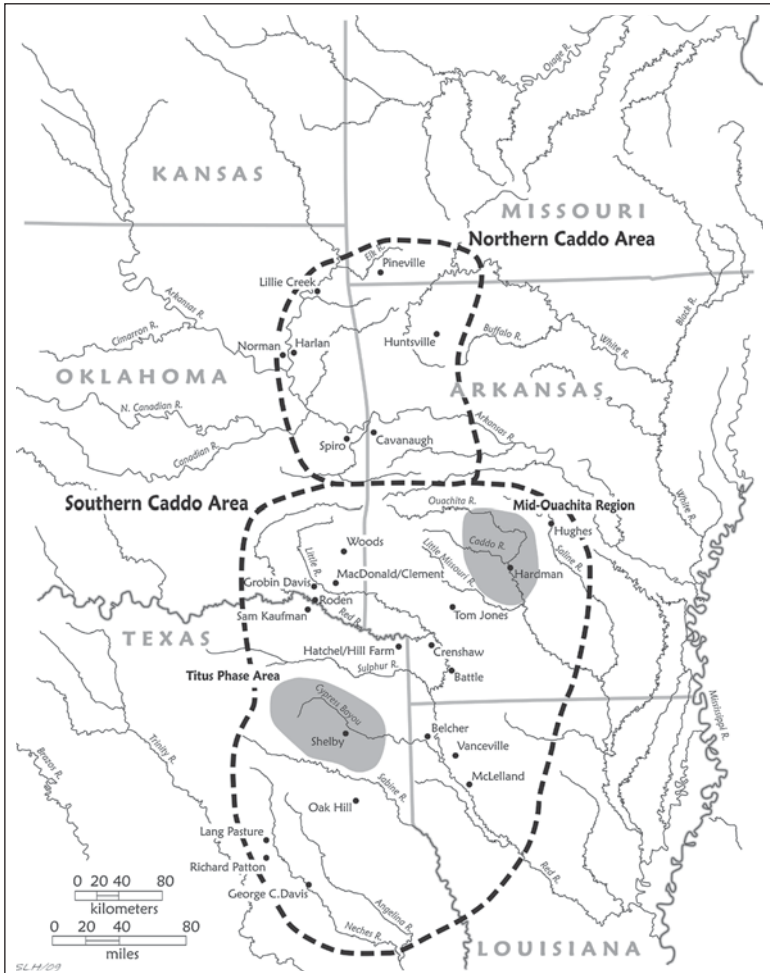 Osage R.
KANSAS
MISSOURI
Northern Caddo Area
Elk R.
Pineville
Lillie Creek
Arkansas R.
Black R.
Cimarron R.
Huntsville
Buffalo R.
White R.
Norman
Harlan
OKLAHOMA
ARKANSAS
N. Canadian R.
Arkansas R.
Spiro
Cavanaugh
Canadian R.
White R.
Southern Caddo Area
Ouachita R.
Mid-Ouachita Region
Hughes
Woods
Caddo R.
Saline R.
Little R.
Little Missouri R.
Hardman
MacDonald/Clement
Grobin Davis
Roden
Sam Kaufman
Red R.
Tom Jones
TEXAS
Hatchel/Hill Farm
Crenshaw
Sulphur R.
Battle
Titus Phase Area
Cypress Bayou
Mississippi R.
Shelby
Belcher
Vanceville
Trinity R.
Brazos R.
McLelland
Sabine R.
Oak Hill
Lang Pasture
Richard Patton
Red R.
George C. Davis
Angelina R.
Neches R.
LOUISIANA
0 20 40 80
kilometers
0 20 40 80
miles
SLH/09